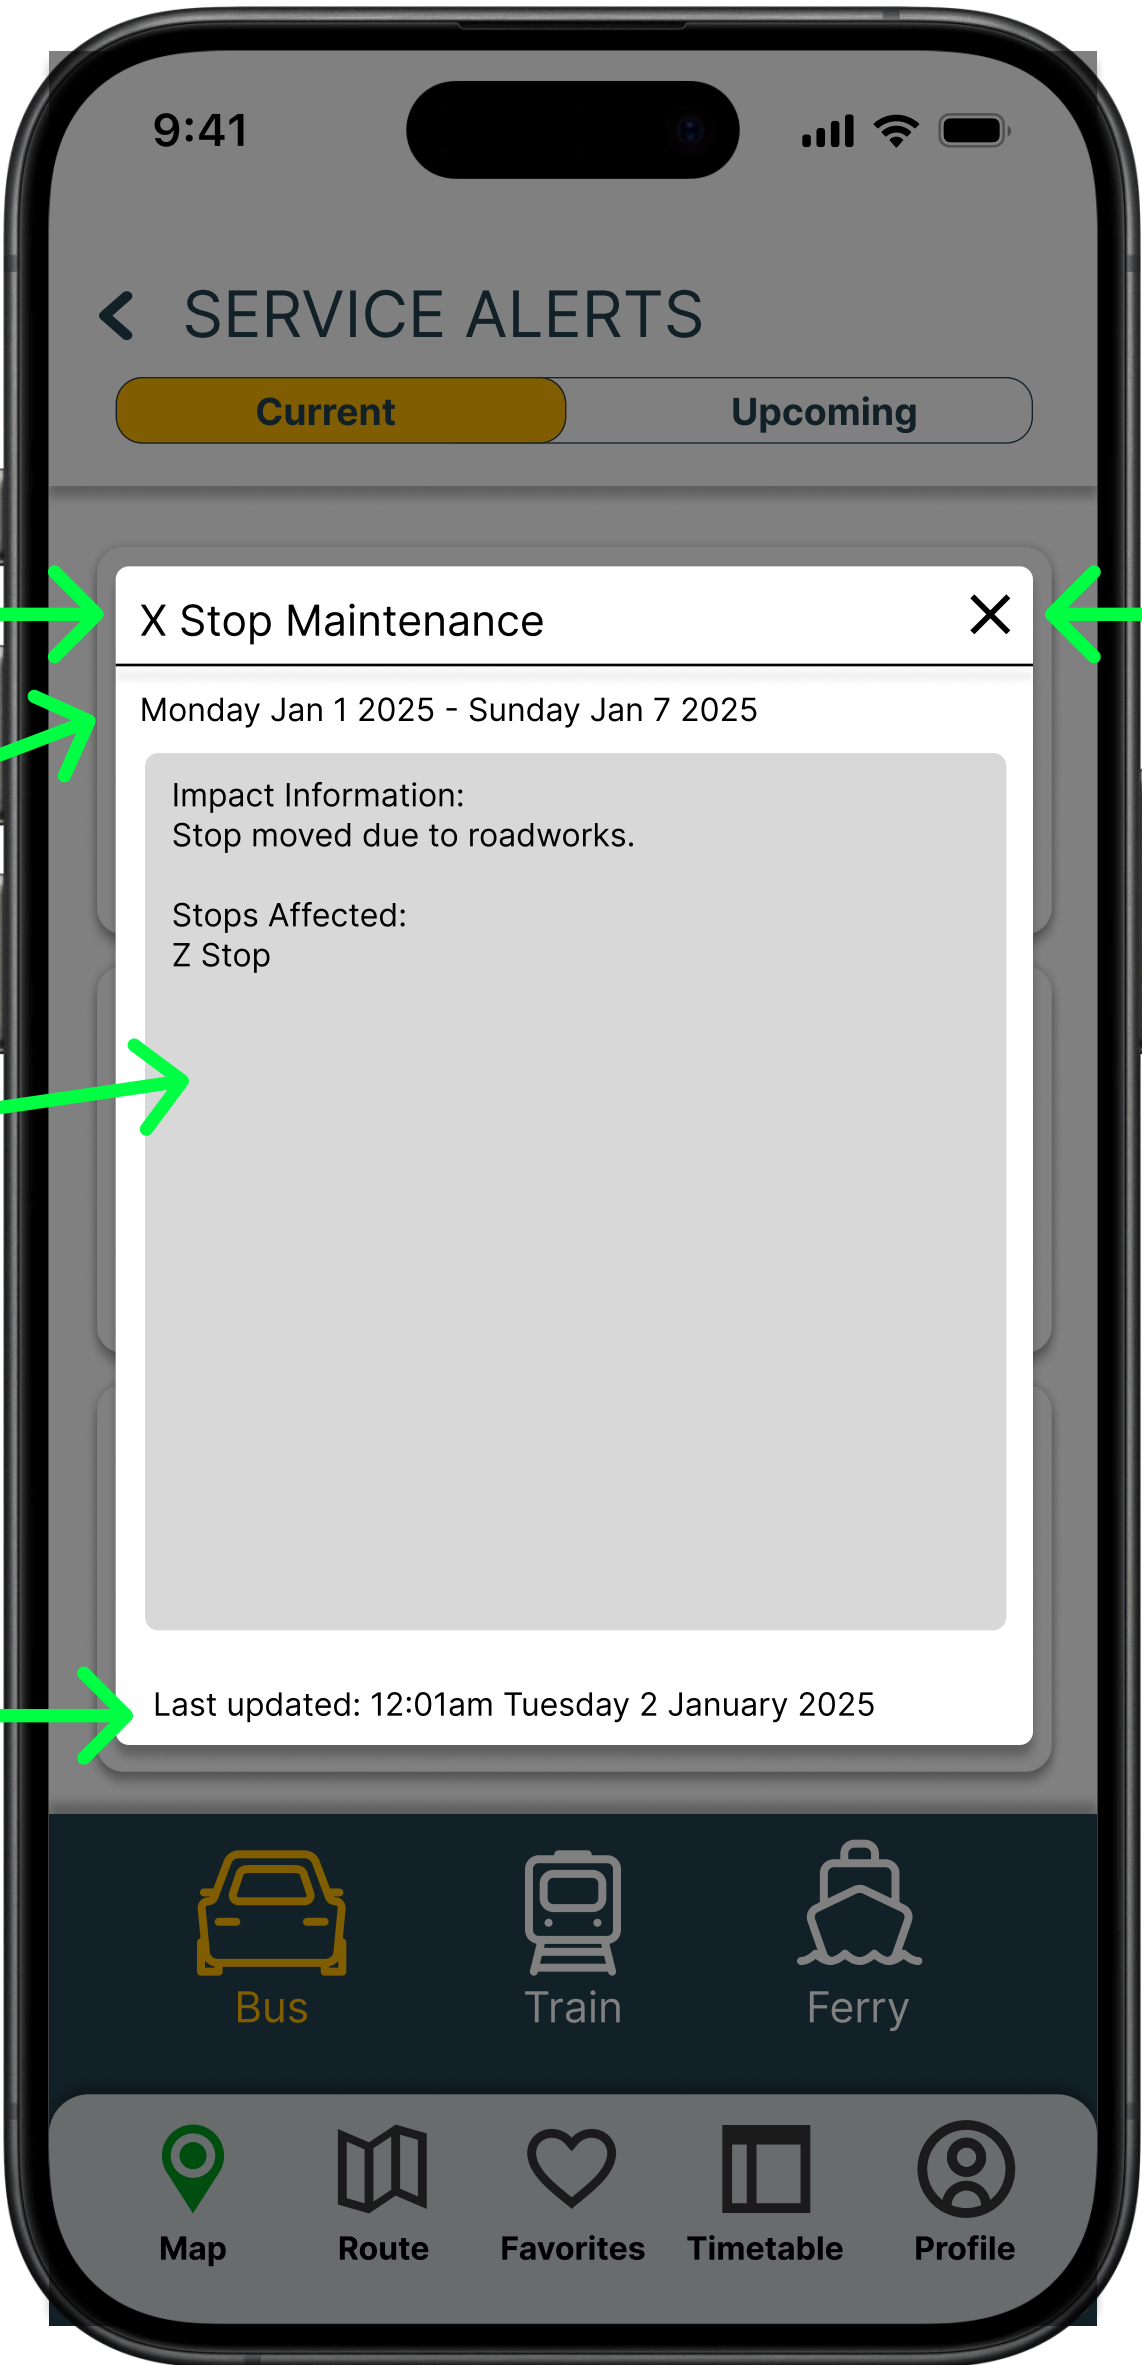 9:41
SERVICE ALERTS
Current Upcoming
X Stop Maintenance
Monday Jan 1 2025 - Sunday Jan 7 2025
Impact Information:
Stop moved due to roadworks.
Stops Affected:
Z Stop
Last updated: 12:01am Tuesday 2 January 2025
Bus Train Ferry
Map Route Favorites Timetable Profile